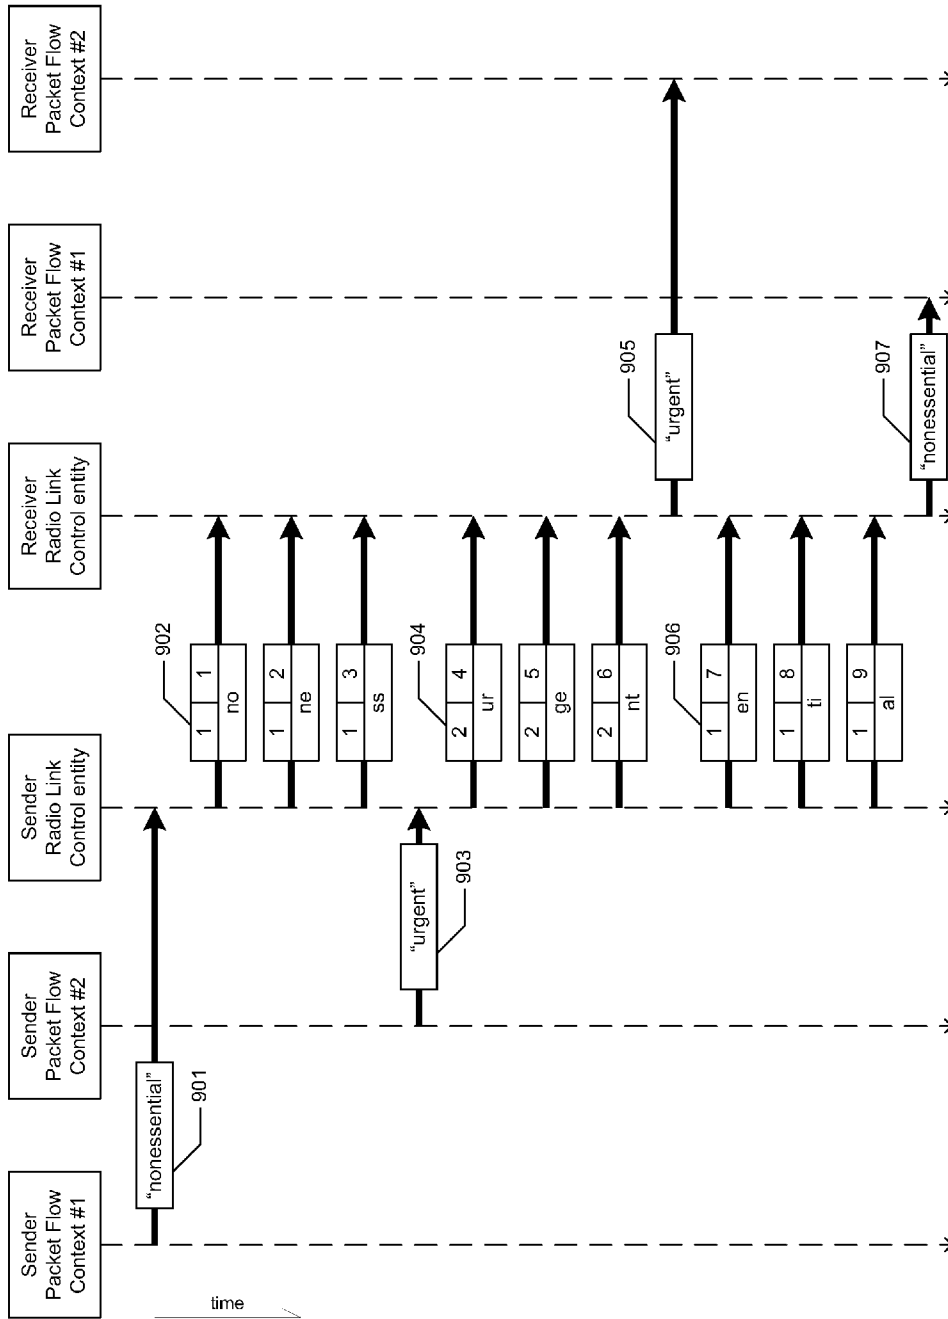 Sender
Packet Flow
Context #1
Sender
Packet Flow
Context #2
Sender
Radio Link
Control entity
Receiver
Radio Link
Control entity
Receiver
Packet Flow
Context #1
Receiver
Packet Flow
Context #2
time
“nonessential”
901
902
1 1
no
1 2
ne
1 3
ss
“urgent”
903
904
2 4
ur
2 5
ge
2 6
nt
“urgent”
905
906
1 7
en
1 8
ti
1 9
al
“nonessential”
907